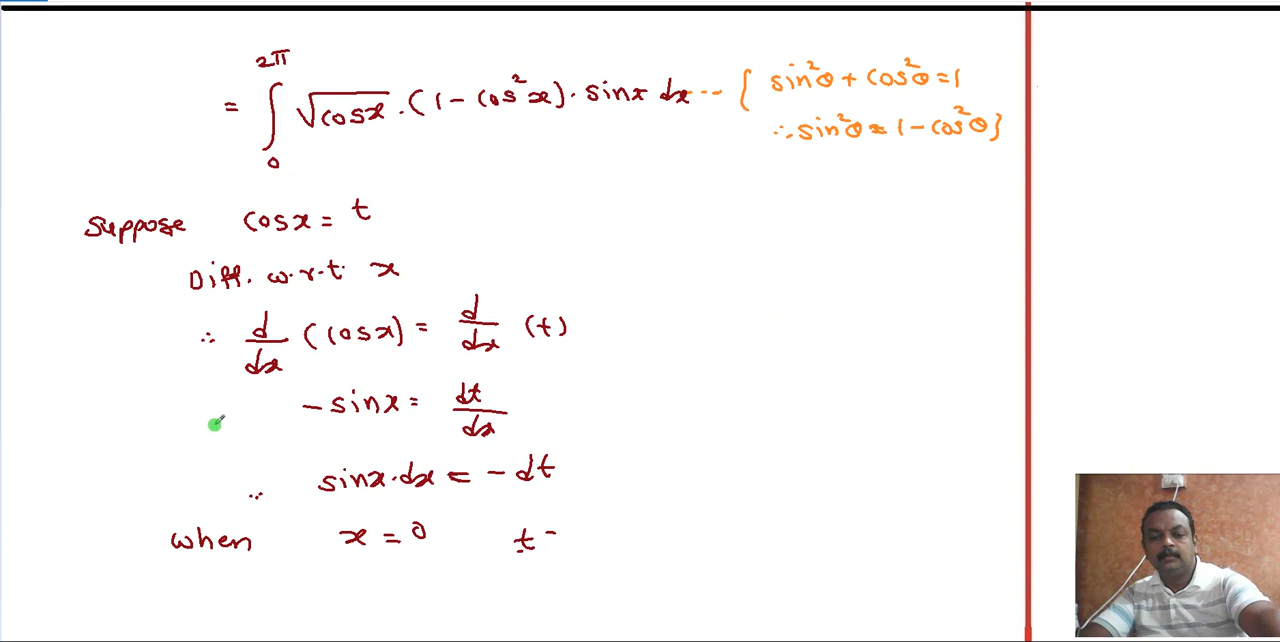 = ∫₀^2π √cosx · (1 - cos²x) · sinx dx ··· { sin²θ + cos²θ = 1
∴ sin²θ = 1 - cos²θ}
Suppose cosx = t
Diff. w.r.t. x
∴ d/dx (cosx) = d/dx (t)
- sinx = dt/dx
∴ sinx·dx = - dt
when x = 0 t =